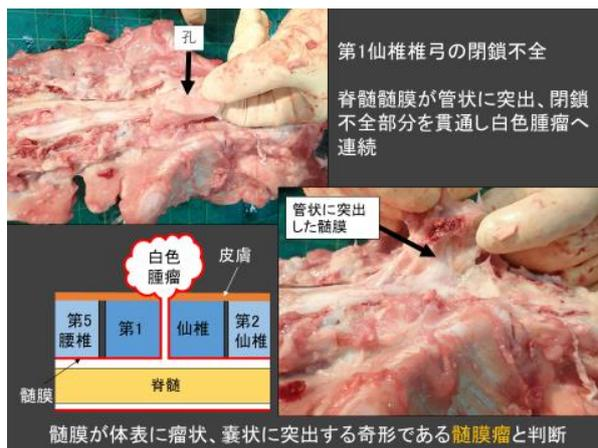 孔
第1仙椎椎弓の閉鎖不全
脊髄髄膜が管状に突出、閉鎖
不全部分を貫通し白色腫瘤へ
連続
管状に突出
した髄膜
白色
腫瘤
皮膚
第5
腰椎
第1
仙椎
第2
仙椎
髄膜
脊髄
髄膜が体表に瘤状、嚢状に突出する奇形である髄膜瘤と判断